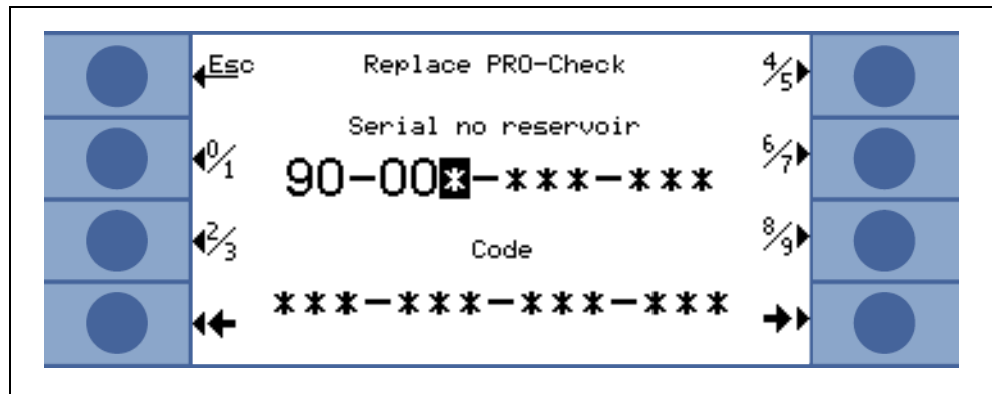 Esc Replace PRO-Check 4/5
Serial no reservoir
0/1 6/7
90-00*-***-***
2/3 8/9
Code
***-***-***-***